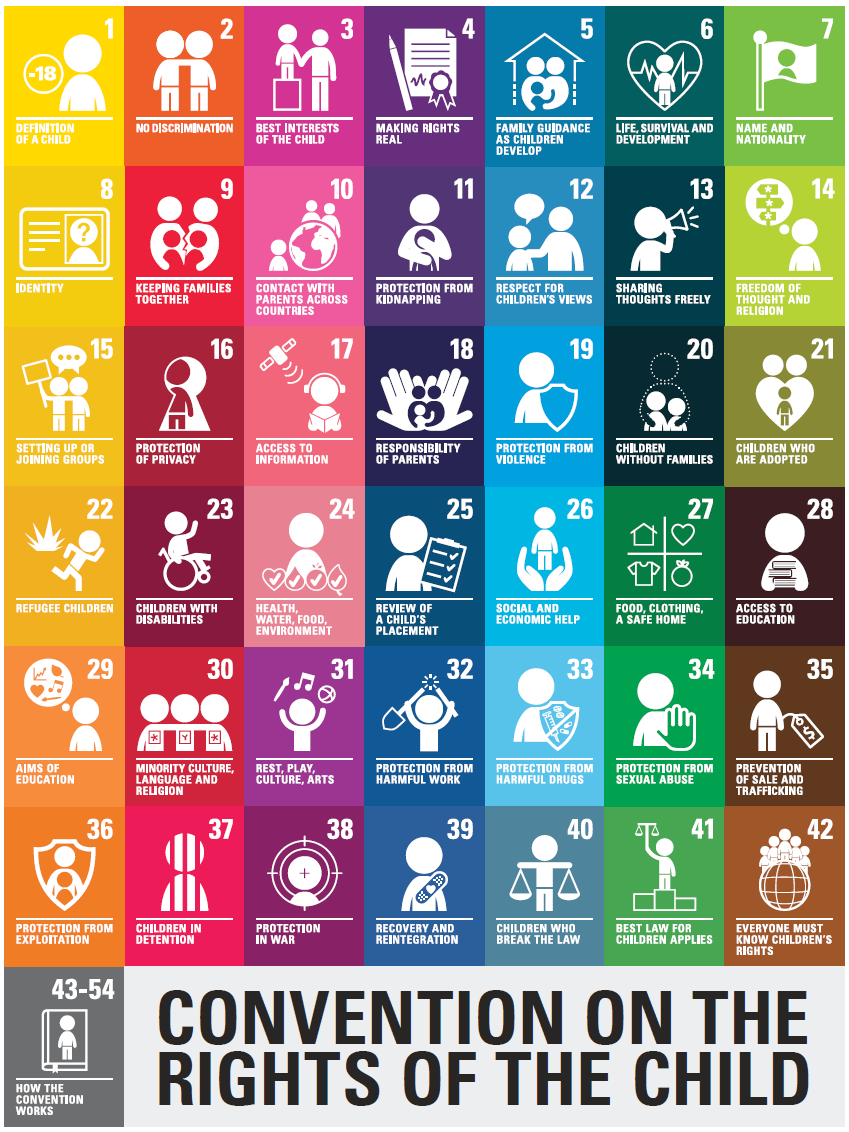 1
-18
DEFINITION
OF A CHILD
2
NO DISCRIMINATION
3
BEST INTERESTS
OF THE CHILD
4
MAKING RIGHTS
REAL
5
FAMILY GUIDANCE
AS CHILDREN
DEVELOP
6
LIFE, SURVIVAL AND
DEVELOPMENT
7
NAME AND
NATIONALITY
8
?
IDENTITY
9
KEEPING FAMILIES
TOGETHER
10
CONTACT WITH
PARENTS ACROSS
COUNTRIES
11
PROTECTION FROM
KIDNAPPING
12
RESPECT FOR
CHILDREN'S VIEWS
13
SHARING
THOUGHTS FREELY
14
FREEDOM OF
THOUGHT AND
RELIGION
15
SETTING UP OR
JOINING GROUPS
16
PROTECTION
OF PRIVACY
17
ACCESS TO
INFORMATION
18
RESPONSIBILITY
OF PARENTS
19
PROTECTION FROM
VIOLENCE
20
CHILDREN
WITHOUT FAMILIES
21
CHILDREN WHO
ARE ADOPTED
22
REFUGEE CHILDREN
23
CHILDREN WITH
DISABILITIES
24
HEALTH,
WATER, FOOD,
ENVIRONMENT
25
REVIEW OF
A CHILD'S
PLACEMENT
26
SOCIAL AND
ECONOMIC HELP
27
FOOD, CLOTHING,
A SAFE HOME
28
ACCESS TO
EDUCATION
29
AIMS OF
EDUCATION
30
MINORITY CULTURE,
LANGUAGE AND
RELIGION
31
REST, PLAY,
CULTURE, ARTS
32
PROTECTION FROM
HARMFUL WORK
33
PROTECTION FROM
HARMFUL DRUGS
34
PROTECTION FROM
SEXUAL ABUSE
35
$
PREVENTION
OF SALE AND
TRAFFICKING
36
PROTECTION FROM
EXPLOITATION
37
CHILDREN IN
DETENTION
38
PROTECTION
IN WAR
39
RECOVERY AND
REINTEGRATION
40
CHILDREN WHO
BREAK THE LAW
41
BEST LAW FOR
CHILDREN APPLIES
42
EVERYONE MUST
KNOW CHILDREN'S
RIGHTS
43-54
HOW THE
CONVENTION
WORKS
CONVENTION ON THE
RIGHTS OF THE CHILD